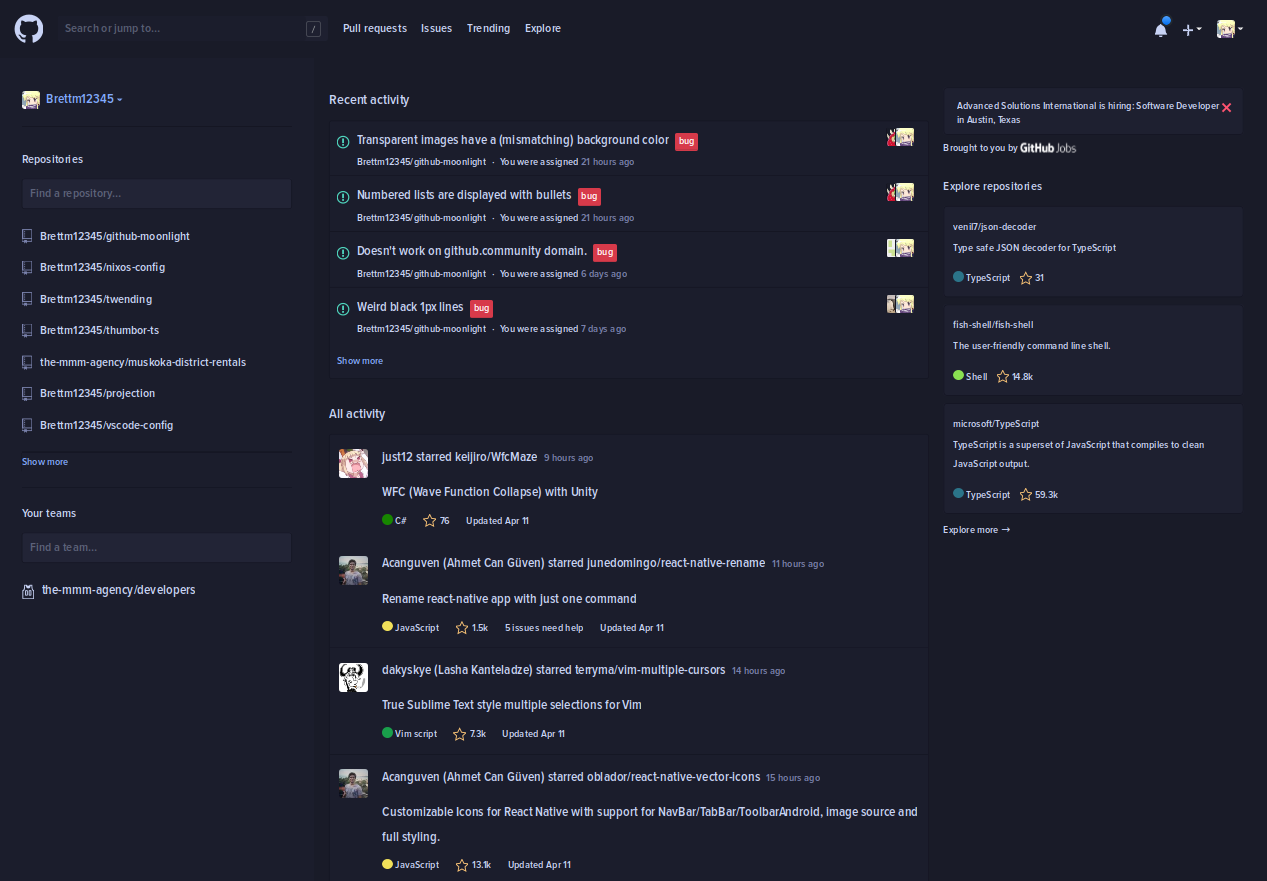 Search or jump to...
/
Pull requests
Issues
Trending
Explore
Brettm12345
Repositories
Find a repository...
Brettm12345/github-moonlight
Brettm12345/nixos-config
Brettm12345/twending
Brettm12345/thumbor-ts
the-mmm-agency/muskoka-district-rentals
Brettm12345/projection
Brettm12345/vscode-config
Show more
Your teams
Find a team...
the-mmm-agency/developers
Recent activity
Transparent images have a (mismatching) background color bug
Brettm12345/github-moonlight · You were assigned 21 hours ago
Numbered lists are displayed with bullets bug
Brettm12345/github-moonlight · You were assigned 21 hours ago
Doesn't work on github.community domain. bug
Brettm12345/github-moonlight · You were assigned 6 days ago
Weird black 1px lines bug
Brettm12345/github-moonlight · You were assigned 7 days ago
Show more
All activity
just12 starred keijiro/WfcMaze 9 hours ago
WFC (Wave Function Collapse) with Unity
C# 76 Updated Apr 11
Acanguven (Ahmet Can Güven) starred junedomingo/react-native-rename 11 hours ago
Rename react-native app with just one command
JavaScript 1.5k 5 issues need help Updated Apr 11
dakyskye (Lasha Kanteladze) starred terryma/vim-multiple-cursors 14 hours ago
True Sublime Text style multiple selections for Vim
Vim script 7.3k Updated Apr 11
Acanguven (Ahmet Can Güven) starred oblador/react-native-vector-icons 15 hours ago
Customizable Icons for React Native with support for NavBar/TabBar/ToolbarAndroid, image source and
full styling.
JavaScript 13.1k Updated Apr 11
Advanced Solutions International is hiring: Software Developer
in Austin, Texas
Brought to you by GitHub Jobs
Explore repositories
venil7/json-decoder
Type safe JSON decoder for TypeScript
TypeScript 31
fish-shell/fish-shell
The user-friendly command line shell.
Shell 14.8k
microsoft/TypeScript
TypeScript is a superset of JavaScript that compiles to clean
JavaScript output.
TypeScript 59.3k
Explore more →